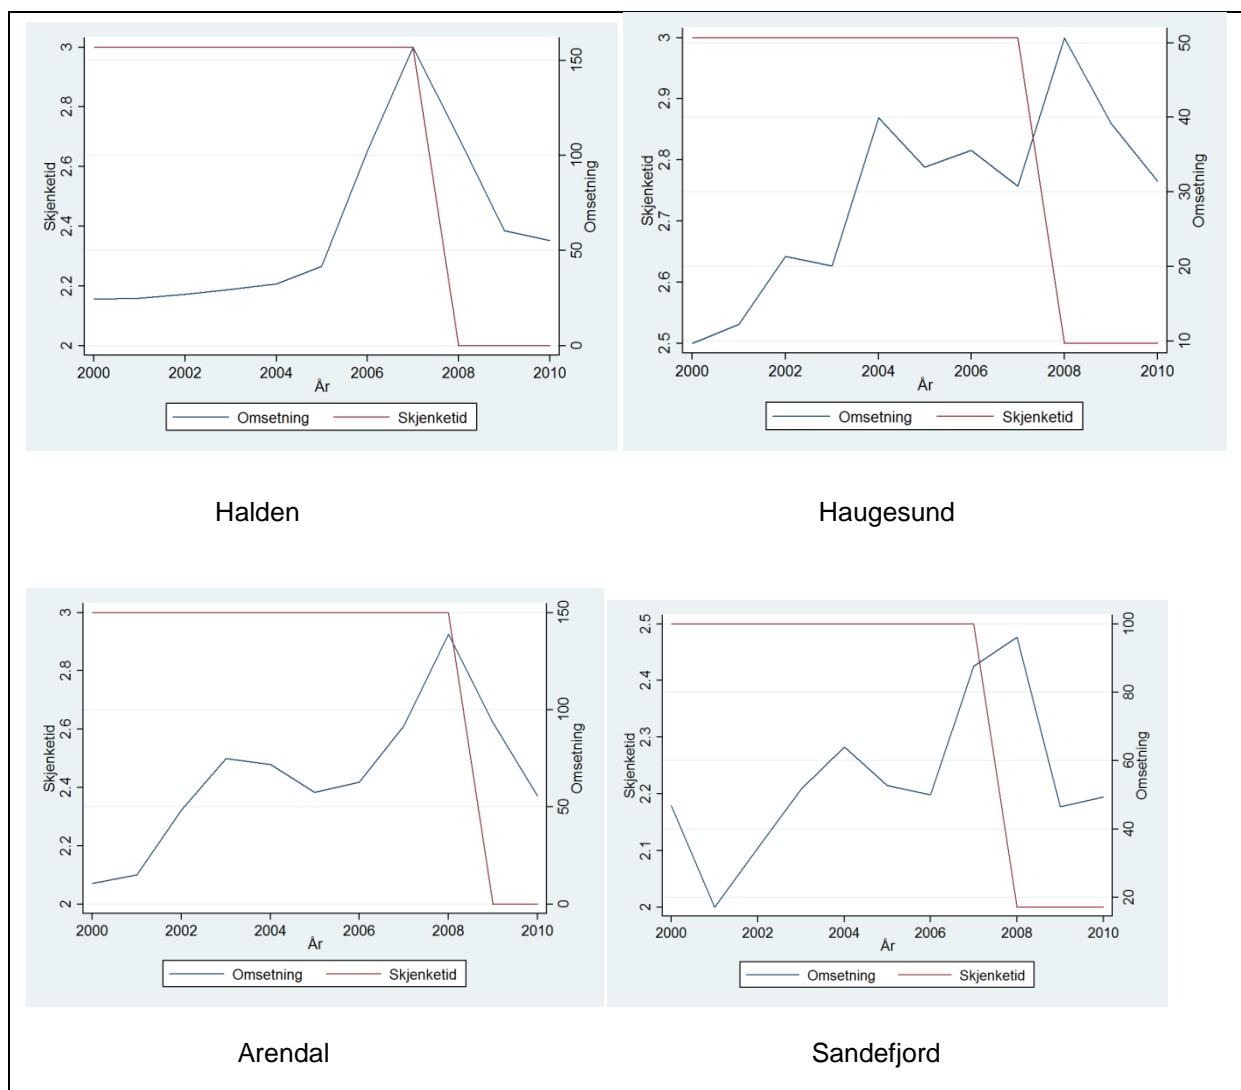 3
2.8
2.6
2.4
2.2
2
Skjenketid
150
100
50
0
Omsetning
2000 2002 2004 2006 2008 2010
År
Omsetning Skjenketid
Halden
3
2.9
2.8
2.7
2.6
2.5
Skjenketid
50
40
30
20
10
Omsetning
2000 2002 2004 2006 2008 2010
År
Omsetning Skjenketid
Haugesund
3
2.8
2.6
2.4
2.2
2
Skjenketid
150
100
50
0
Omsetning
2000 2002 2004 2006 2008 2010
År
Omsetning Skjenketid
Arendal
2.5
2.4
2.3
2.2
2.1
2
Skjenketid
100
80
60
40
20
Omsetning
2000 2002 2004 2006 2008 2010
År
Omsetning Skjenketid
Sandefjord